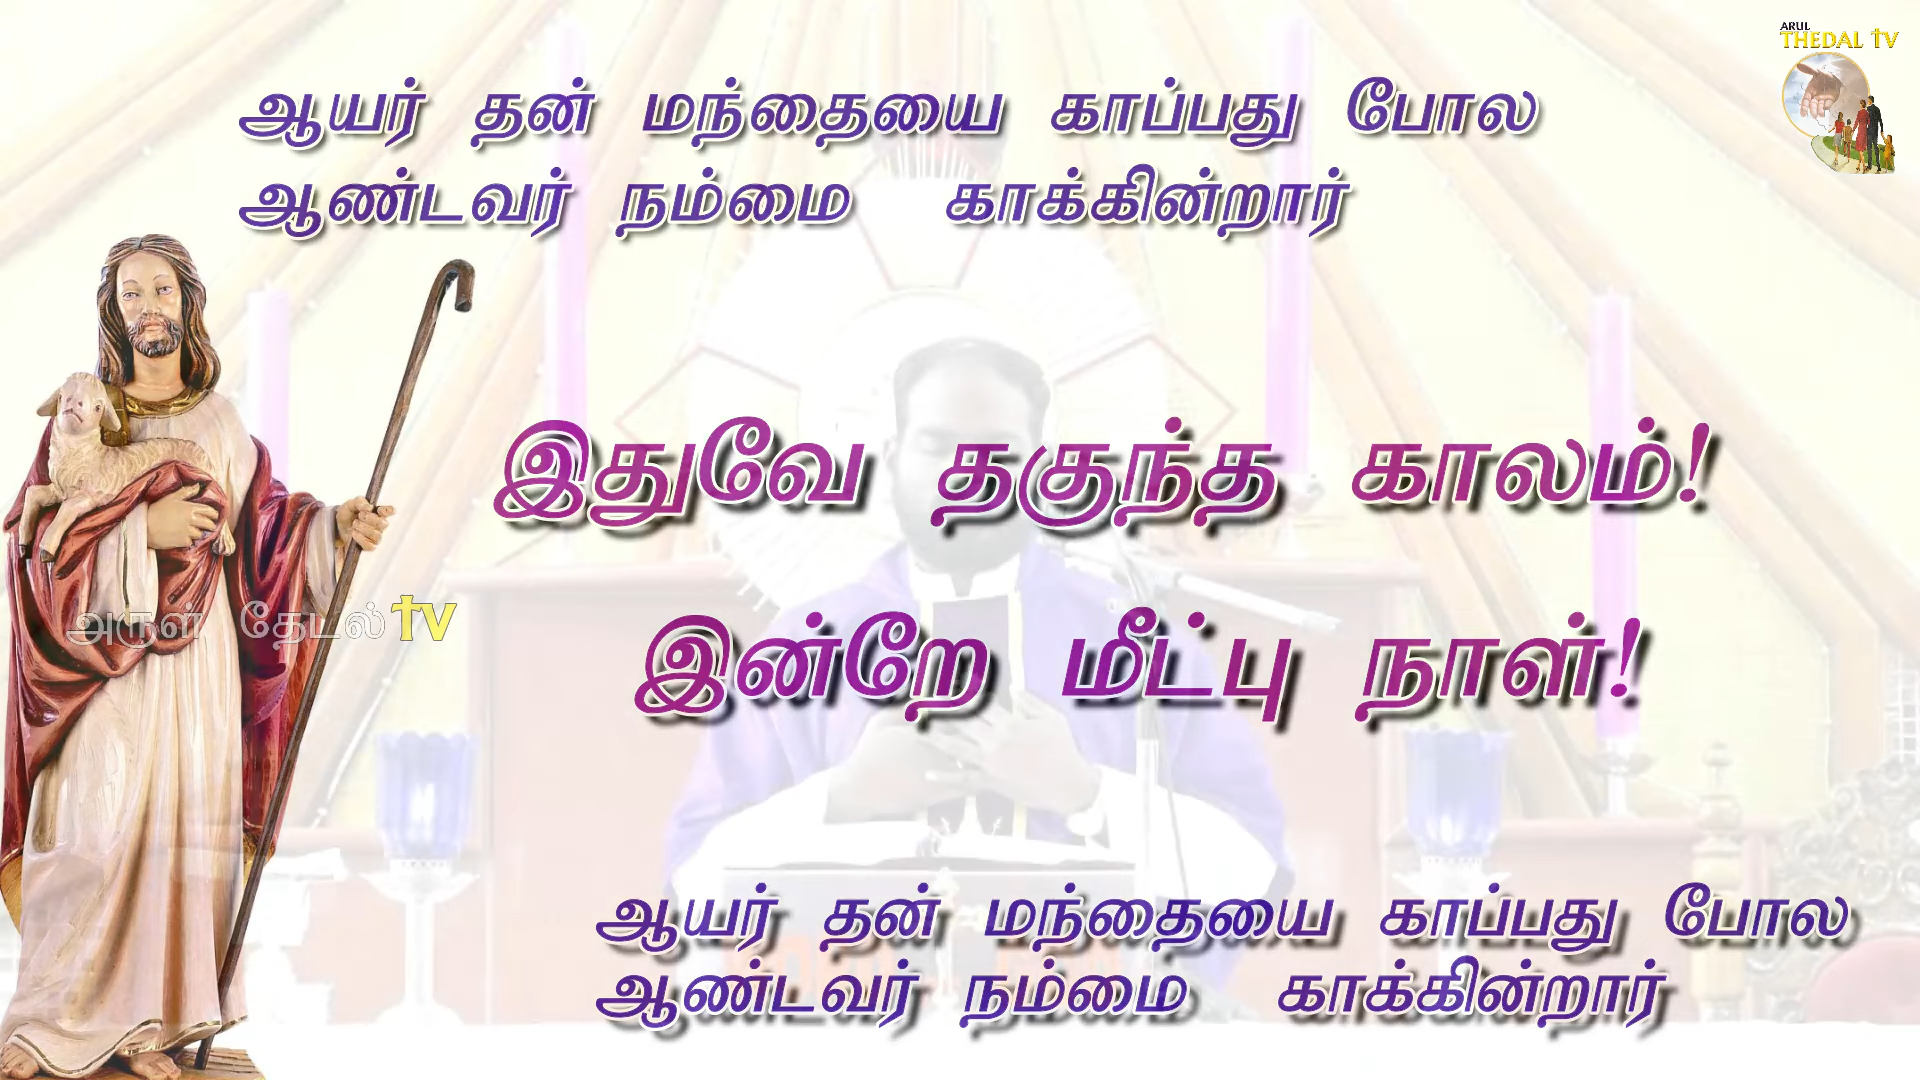 ARUL
THEDAL TV
ஆயர் தன் மந்தையை காப்பது போல
ஆண்டவர் நம்மை காக்கின்றார்
இதுவே தகுந்த காலம்!
அருள் தேடல் TV
இன்றே மீட்பு நாள்!
ஆயர் தன் மந்தையை காப்பது போல
ஆண்டவர் நம்மை காக்கின்றார்